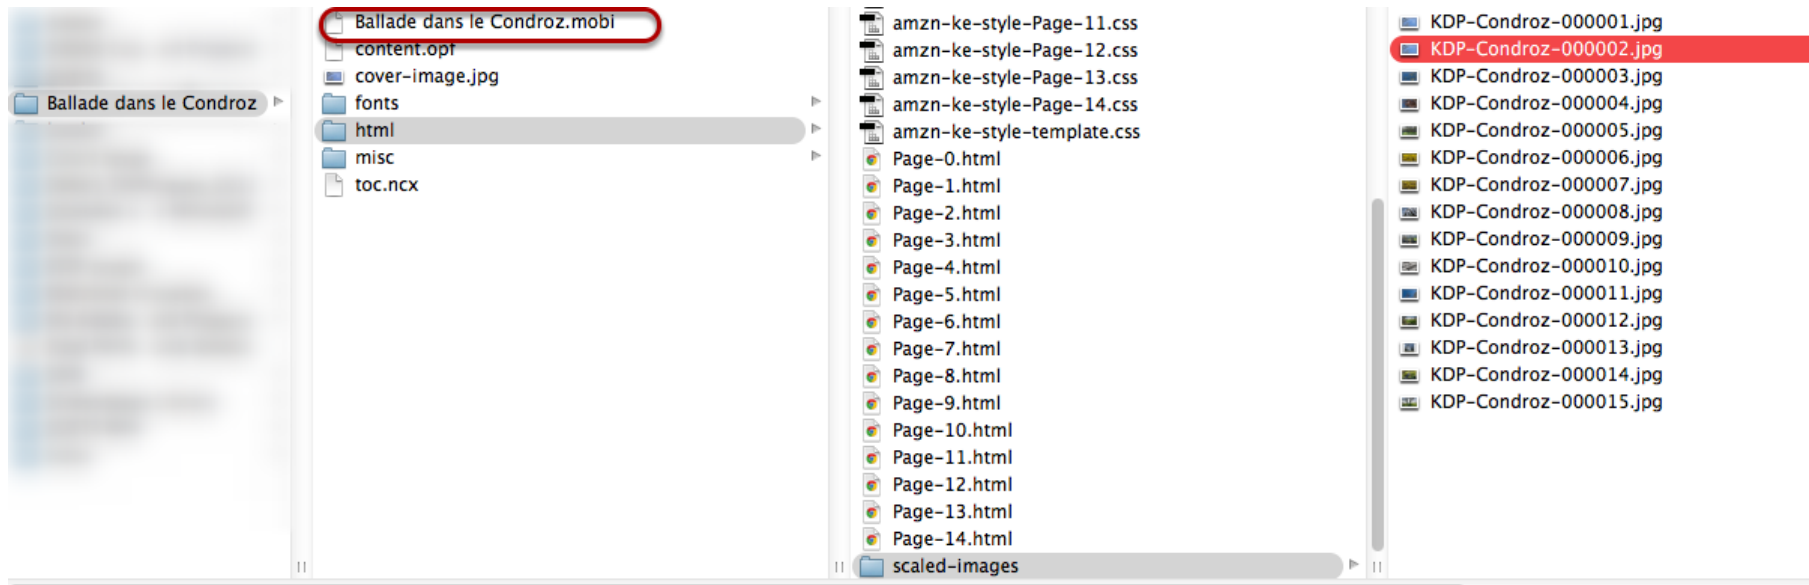 Ballade dans le Condroz
Ballade dans le Condroz.mobi
content.opf
cover-image.jpg
fonts
html
misc
toc.ncx
amzn-ke-style-Page-11.css
amzn-ke-style-Page-12.css
amzn-ke-style-Page-13.css
amzn-ke-style-Page-14.css
amzn-ke-style-template.css
Page-0.html
Page-1.html
Page-2.html
Page-3.html
Page-4.html
Page-5.html
Page-6.html
Page-7.html
Page-8.html
Page-9.html
Page-10.html
Page-11.html
Page-12.html
Page-13.html
Page-14.html
scaled-images
KDP-Condroz-000001.jpg
KDP-Condroz-000002.jpg
KDP-Condroz-000003.jpg
KDP-Condroz-000004.jpg
KDP-Condroz-000005.jpg
KDP-Condroz-000006.jpg
KDP-Condroz-000007.jpg
KDP-Condroz-000008.jpg
KDP-Condroz-000009.jpg
KDP-Condroz-000010.jpg
KDP-Condroz-000011.jpg
KDP-Condroz-000012.jpg
KDP-Condroz-000013.jpg
KDP-Condroz-000014.jpg
KDP-Condroz-000015.jpg